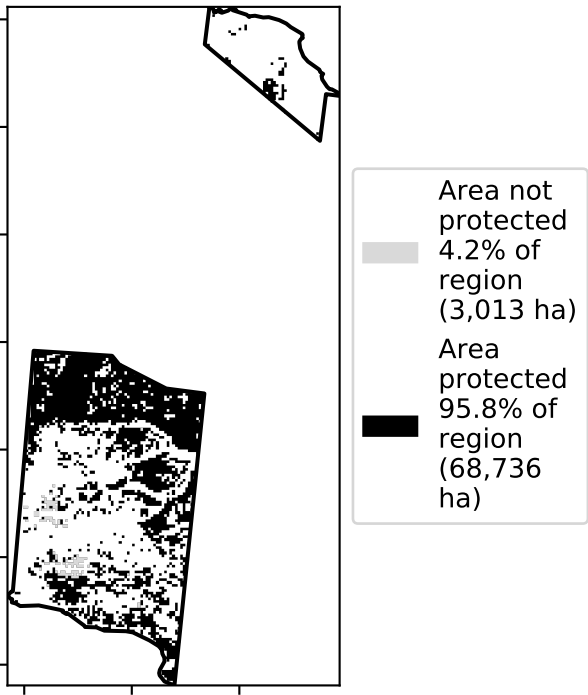 Area not
protected
4.2% of
region
(3,013 ha)
Area
protected
95.8% of
region
(68,736
ha)